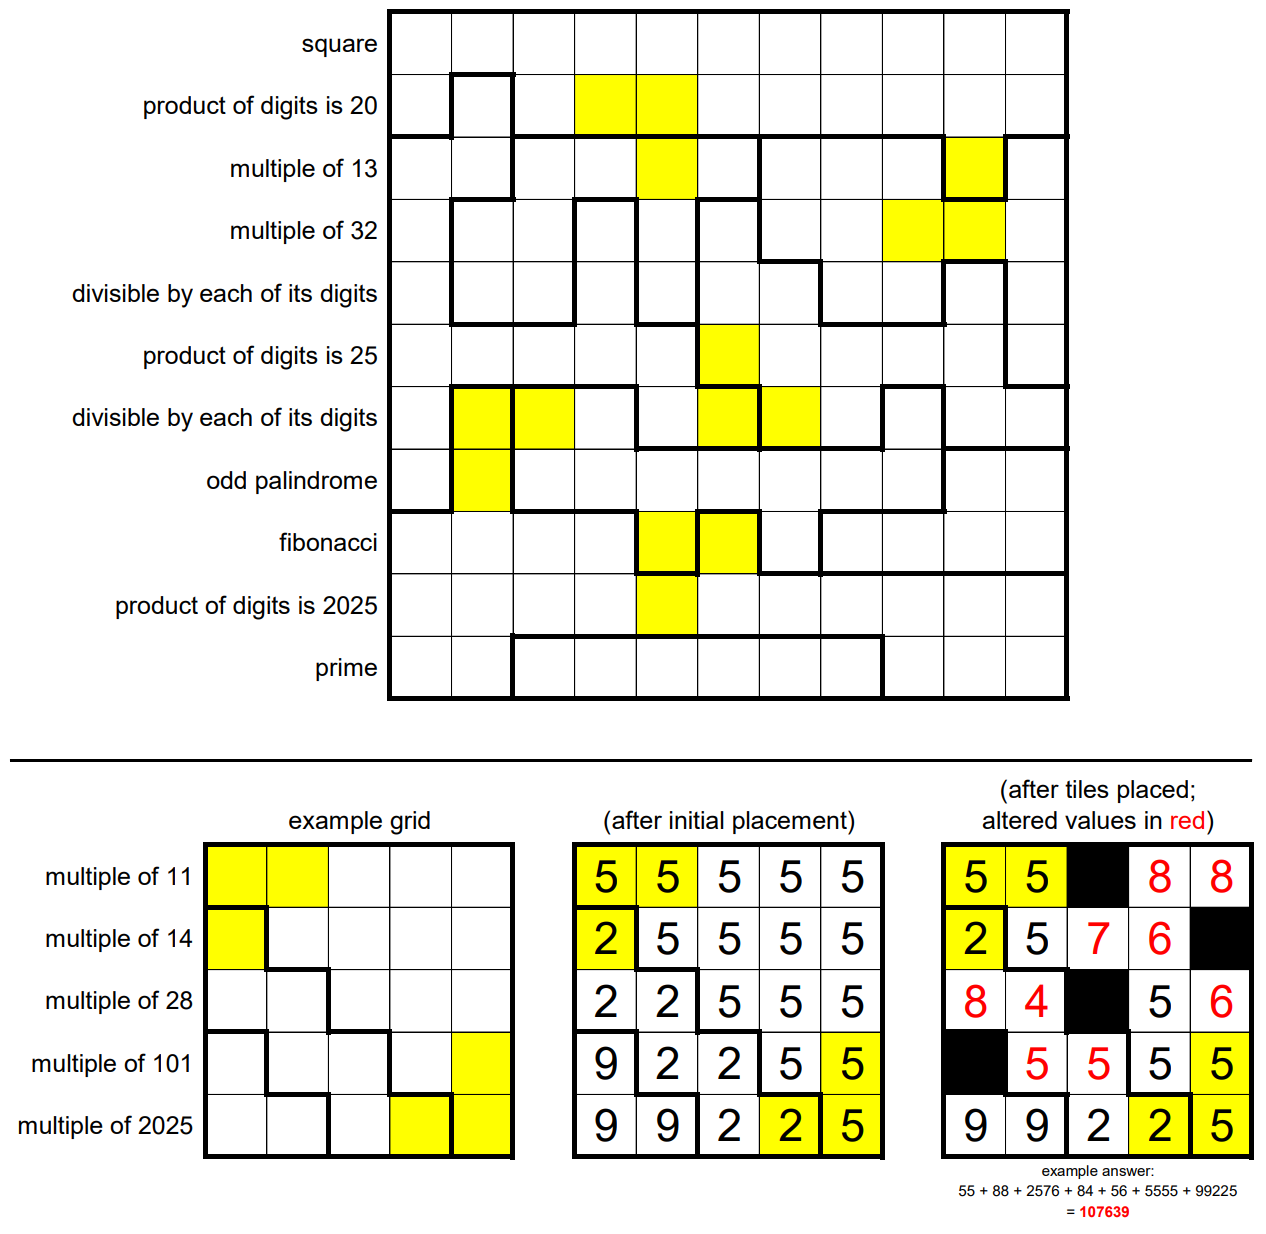 square
product of digits is 20
multiple of 13
multiple of 32
divisible by each of its digits
product of digits is 25
divisible by each of its digits
odd palindrome
fibonacci
product of digits is 2025
prime
example grid
(after initial placement)
(after tiles placed;
altered values in red)
multiple of 11
multiple of 14
multiple of 28
multiple of 101
multiple of 2025
5 5 5 5 5
2 5 5 5 5
2 2 5 5 5
9 2 2 5 5
9 9 2 2 5
5 5 8 8
2 5 7 6
8 4 5 6
5 5 5 5
9 9 2 2 5
example answer:
55 + 88 + 2576 + 84 + 56 + 5555 + 99225
= 107639